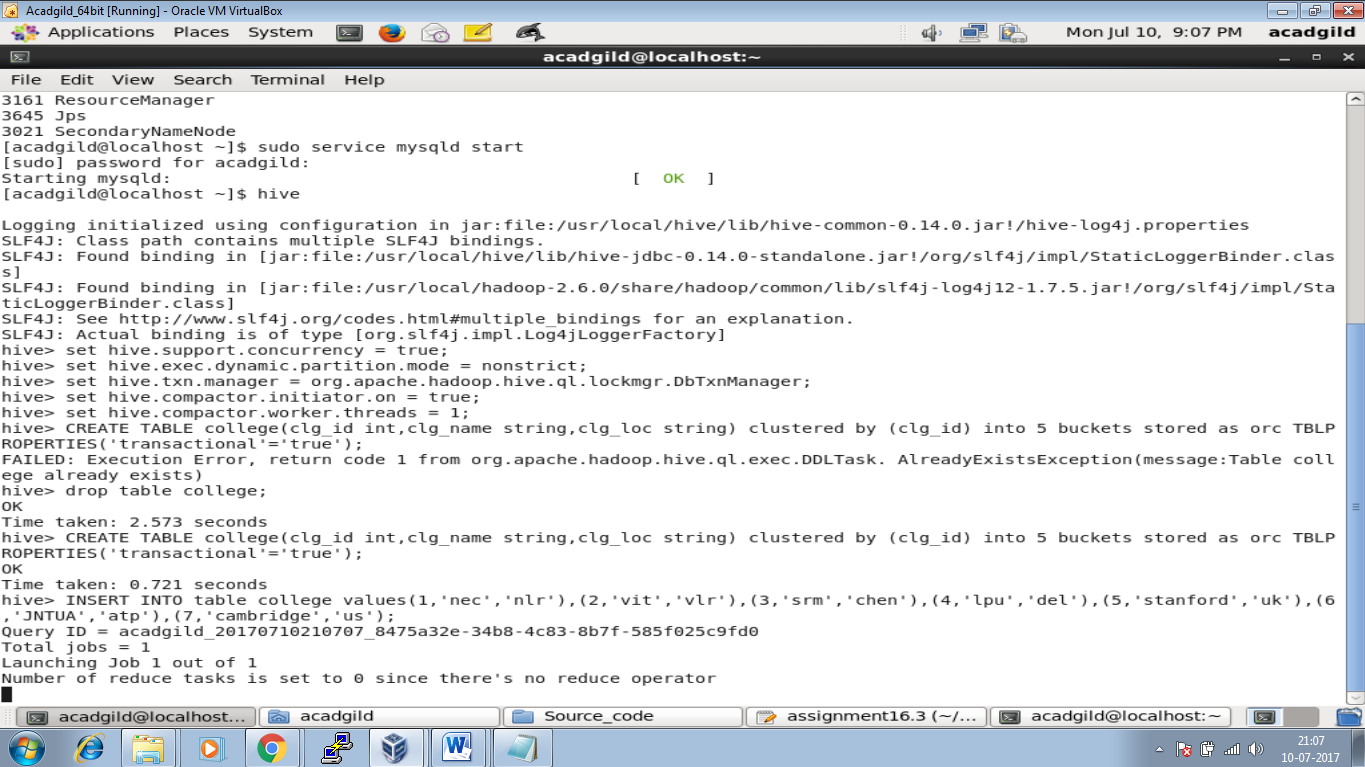 Acadgild_64bit [Running] - Oracle VM VirtualBox
Applications Places System Mon Jul 10, 9:07 PM acadgild
acadgild@localhost:~
File Edit View Search Terminal Help
3161 ResourceManager
3645 Jps
3021 SecondaryNameNode
[acadgild@localhost ~]$ sudo service mysqld start
[sudo] password for acadgild:
Starting mysqld: [ OK ]
[acadgild@localhost ~]$ hive
Logging initialized using configuration in jar:file:/usr/local/hive/lib/hive-common-0.14.0.jar!/hive-log4j.properties
SLF4J: Class path contains multiple SLF4J bindings.
SLF4J: Found binding in [jar:file:/usr/local/hive/lib/hive-jdbc-0.14.0-standalone.jar!/org/slf4j/impl/StaticLoggerBinder.clas
s]
SLF4J: Found binding in [jar:file:/usr/local/hadoop-2.6.0/share/hadoop/common/lib/slf4j-log4j12-1.7.5.jar!/org/slf4j/impl/Sta
ticLoggerBinder.class]
SLF4J: See http://www.slf4j.org/codes.html#multiple_bindings for an explanation.
SLF4J: Actual binding is of type [org.slf4j.impl.Log4jLoggerFactory]
hive> set hive.support.concurrency = true;
hive> set hive.exec.dynamic.partition.mode = nonstrict;
hive> set hive.txn.manager = org.apache.hadoop.hive.ql.lockmgr.DbTxnManager;
hive> set hive.compactor.initiator.on = true;
hive> set hive.compactor.worker.threads = 1;
hive> CREATE TABLE college(clg_id int,clg_name string,clg_loc string) clustered by (clg_id) into 5 buckets stored as orc TBLP
ROPERTIES('transactional'='true');
FAILED: Execution Error, return code 1 from org.apache.hadoop.hive.ql.exec.DDLTask. AlreadyExistsException(message:Table coll
ege already exists)
hive> drop table college;
OK
Time taken: 2.573 seconds
hive> CREATE TABLE college(clg_id int,clg_name string,clg_loc string) clustered by (clg_id) into 5 buckets stored as orc TBLP
ROPERTIES('transactional'='true');
OK
Time taken: 0.721 seconds
hive> INSERT INTO table college values(1,'nec','nlr'),(2,'vit','vlr'),(3,'srm','chen'),(4,'lpu','del'),(5,'stanford','uk'),(6
,'JNTUA','atp'),(7,'cambridge','us');
Query ID = acadgild_20170710210707_8475a32e-34b8-4c83-8b7f-585f025c9fd0
Total jobs = 1
Launching Job 1 out of 1
Number of reduce tasks is set to 0 since there's no reduce operator
acadgild@localhost... acadgild Source_code assignment16.3 (~/... acadgild@localhost:~
21:07
10-07-2017